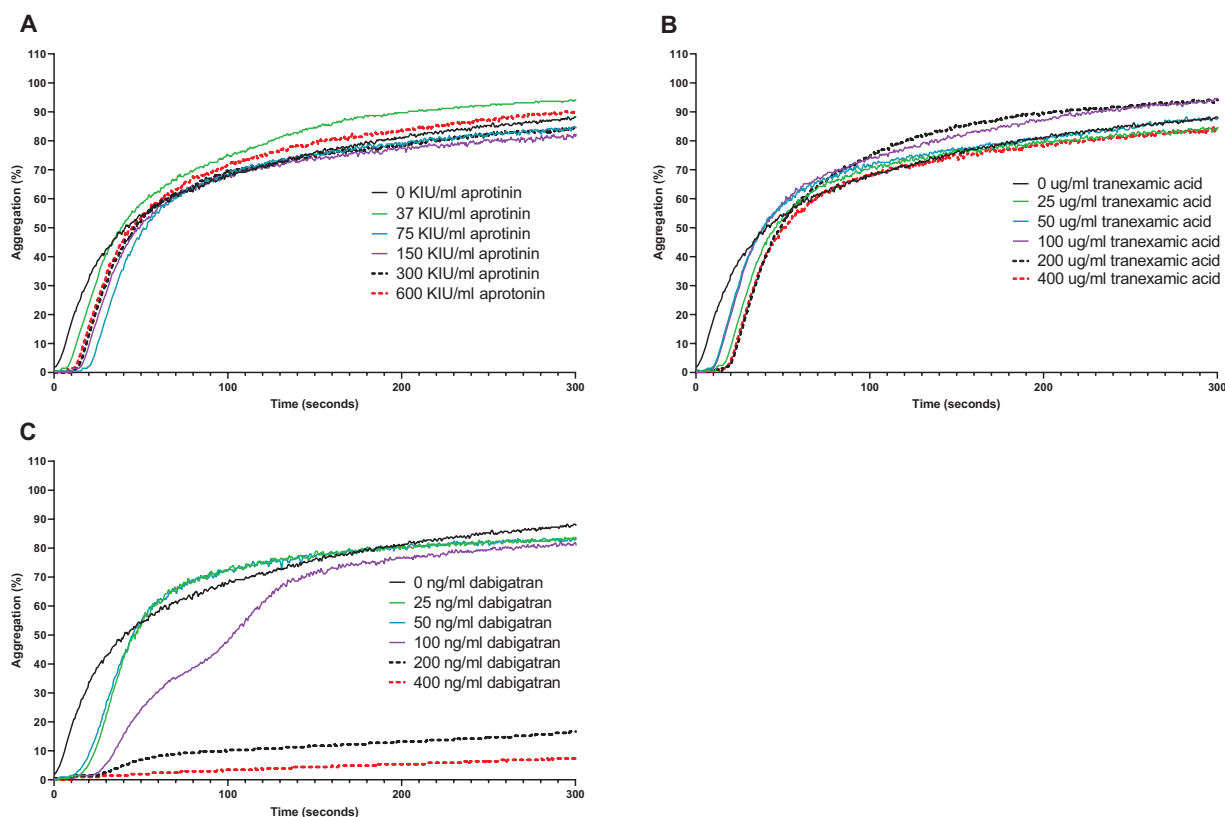 A
110
100
90
80
70
60
50
40
30
20
10
0
Aggregation (%)
0 100 200 300
Time (seconds)
0 KIU/ml aprotinin
37 KIU/ml aprotinin
75 KIU/ml aprotinin
150 KIU/ml aprotinin
300 KIU/ml aprotinin
600 KIU/ml aprotonin
B
110
100
90
80
70
60
50
40
30
20
10
0
Aggregation (%)
0 100 200 300
Time (seconds)
0 ug/ml tranexamic acid
25 ug/ml tranexamic acid
50 ug/ml tranexamic acid
100 ug/ml tranexamic acid
200 ug/ml tranexamic acid
400 ug/ml tranexamic acid
C
110
100
90
80
70
60
50
40
30
20
10
0
Aggregation (%)
0 100 200 300
Time (seconds)
0 ng/ml dabigatran
25 ng/ml dabigatran
50 ng/ml dabigatran
100 ng/ml dabigatran
200 ng/ml dabigatran
400 ng/ml dabigatran